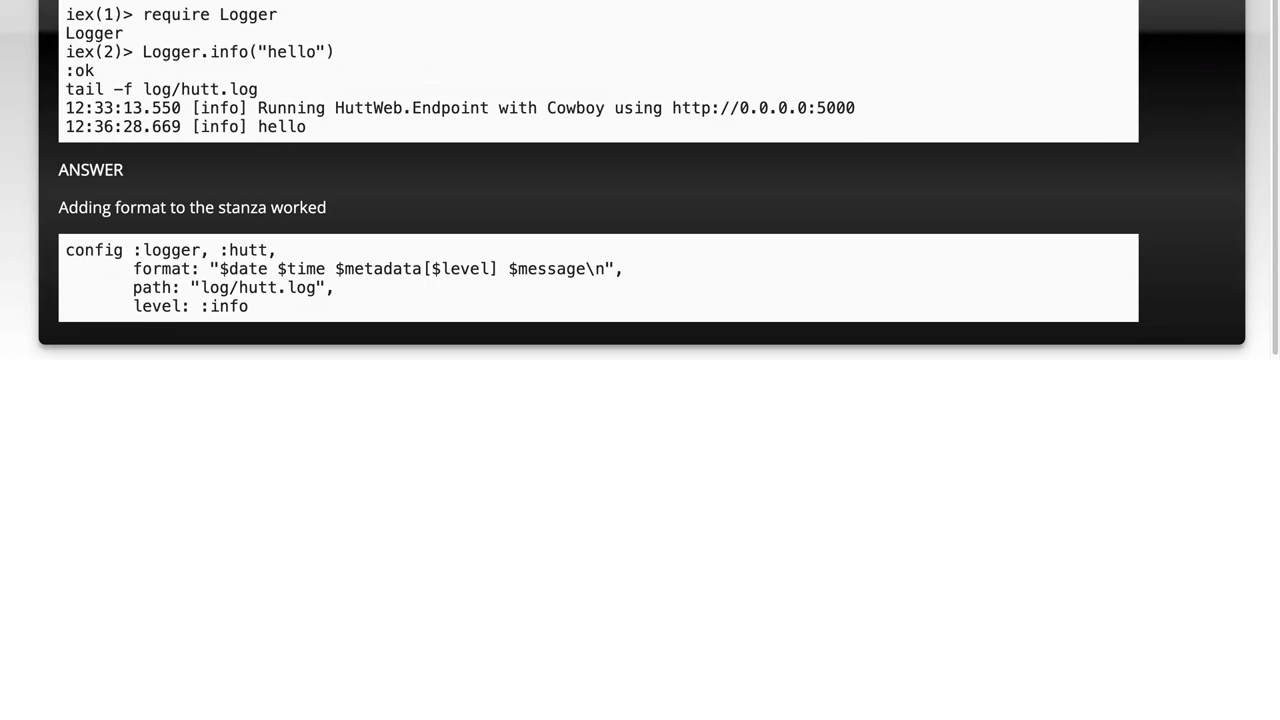 iex(1)> require Logger
Logger
iex(2)> Logger.info("hello")
:ok
tail -f log/hutt.log
12:33:13.550 [info] Running HuttWeb.Endpoint with Cowboy using http://0.0.0.0:5000
12:36:28.669 [info] hello
ANSWER
Adding format to the stanza worked
config :logger, :hutt,
       format: "$date $time $metadata[$level] $message\n",
       path: "log/hutt.log",
       level: :info